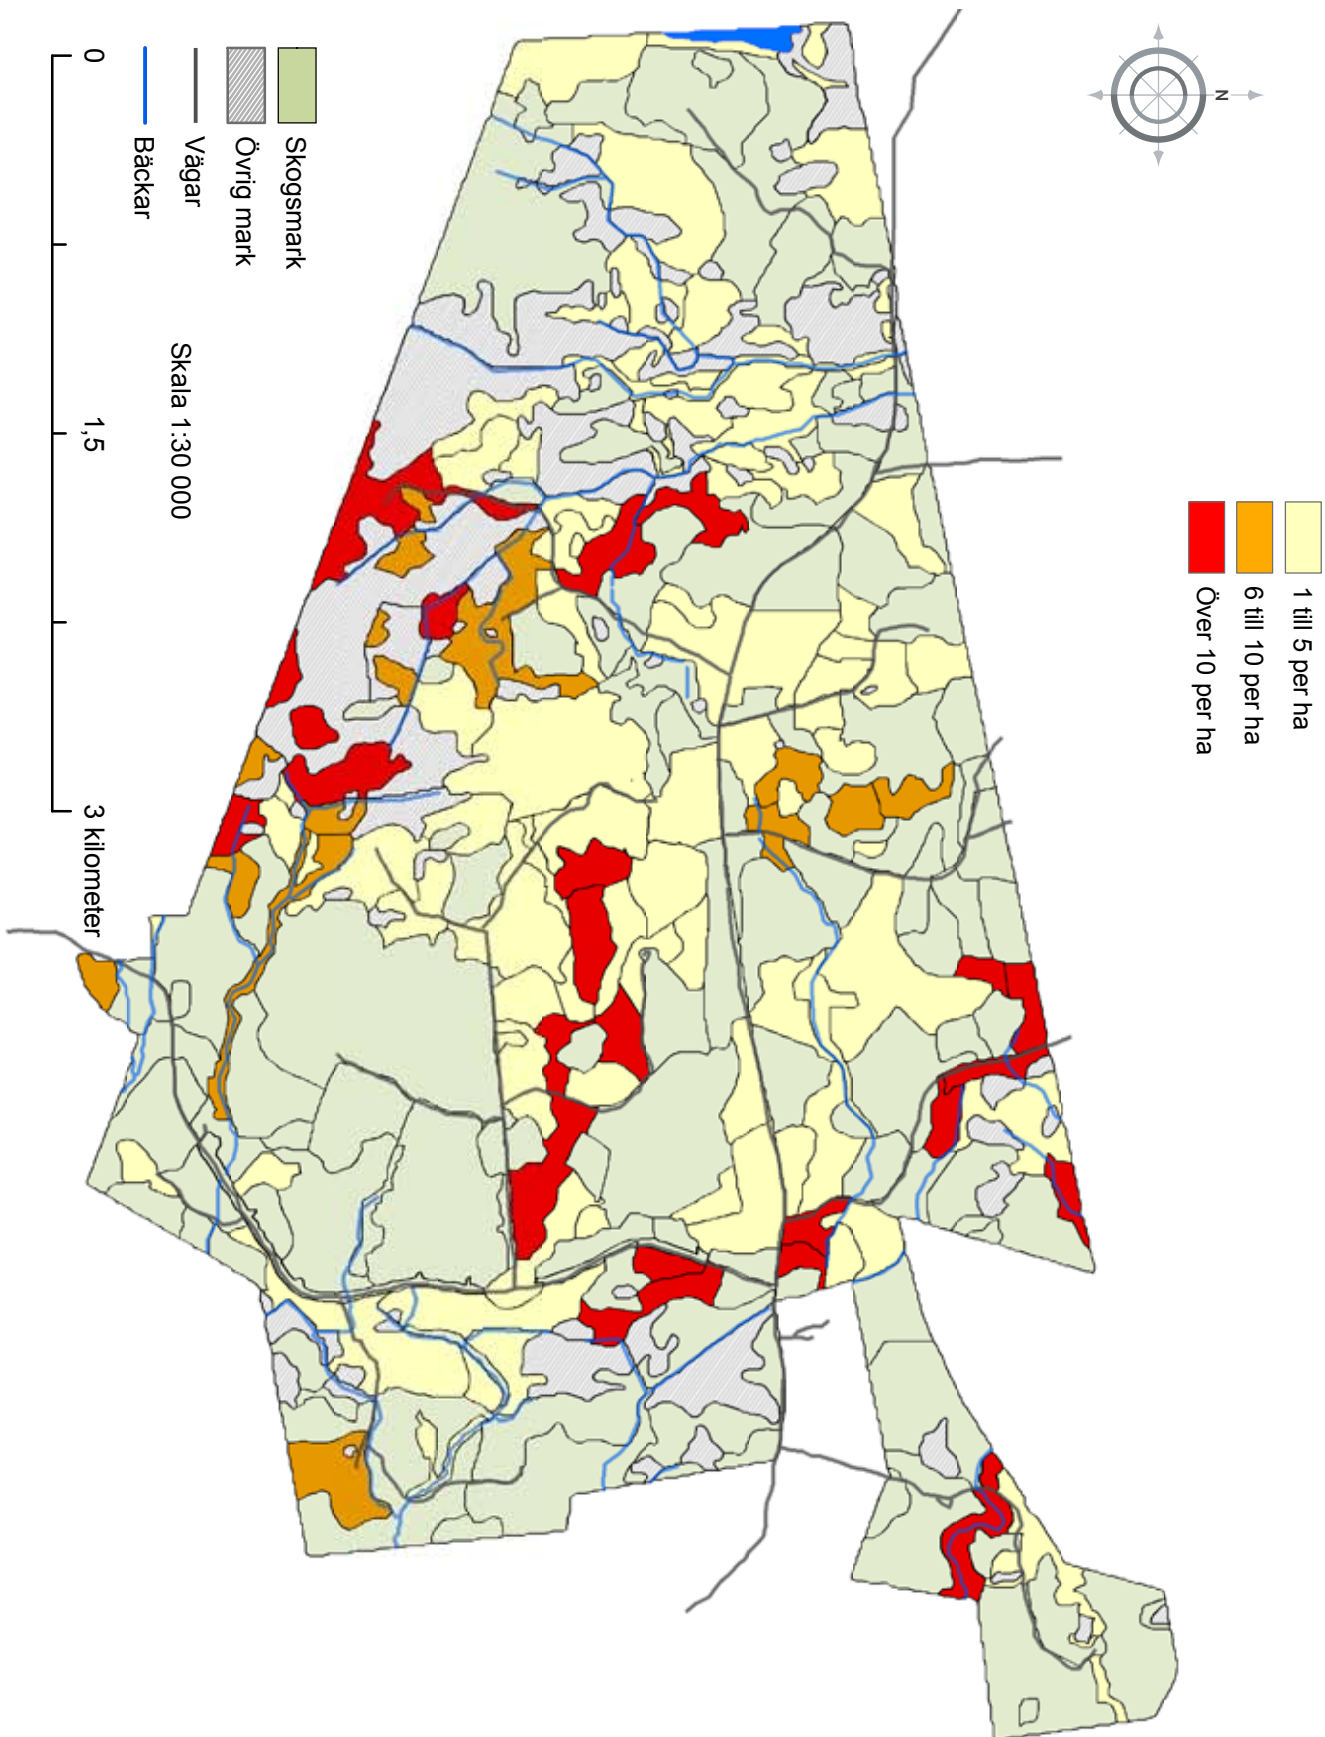 N
1 till 5 per ha
6 till 10 per ha
Över 10 per ha
Skogsmark
Övrig mark
Vägar
Bäckar
Skala 1:30 000
0 1,5 3 kilometer